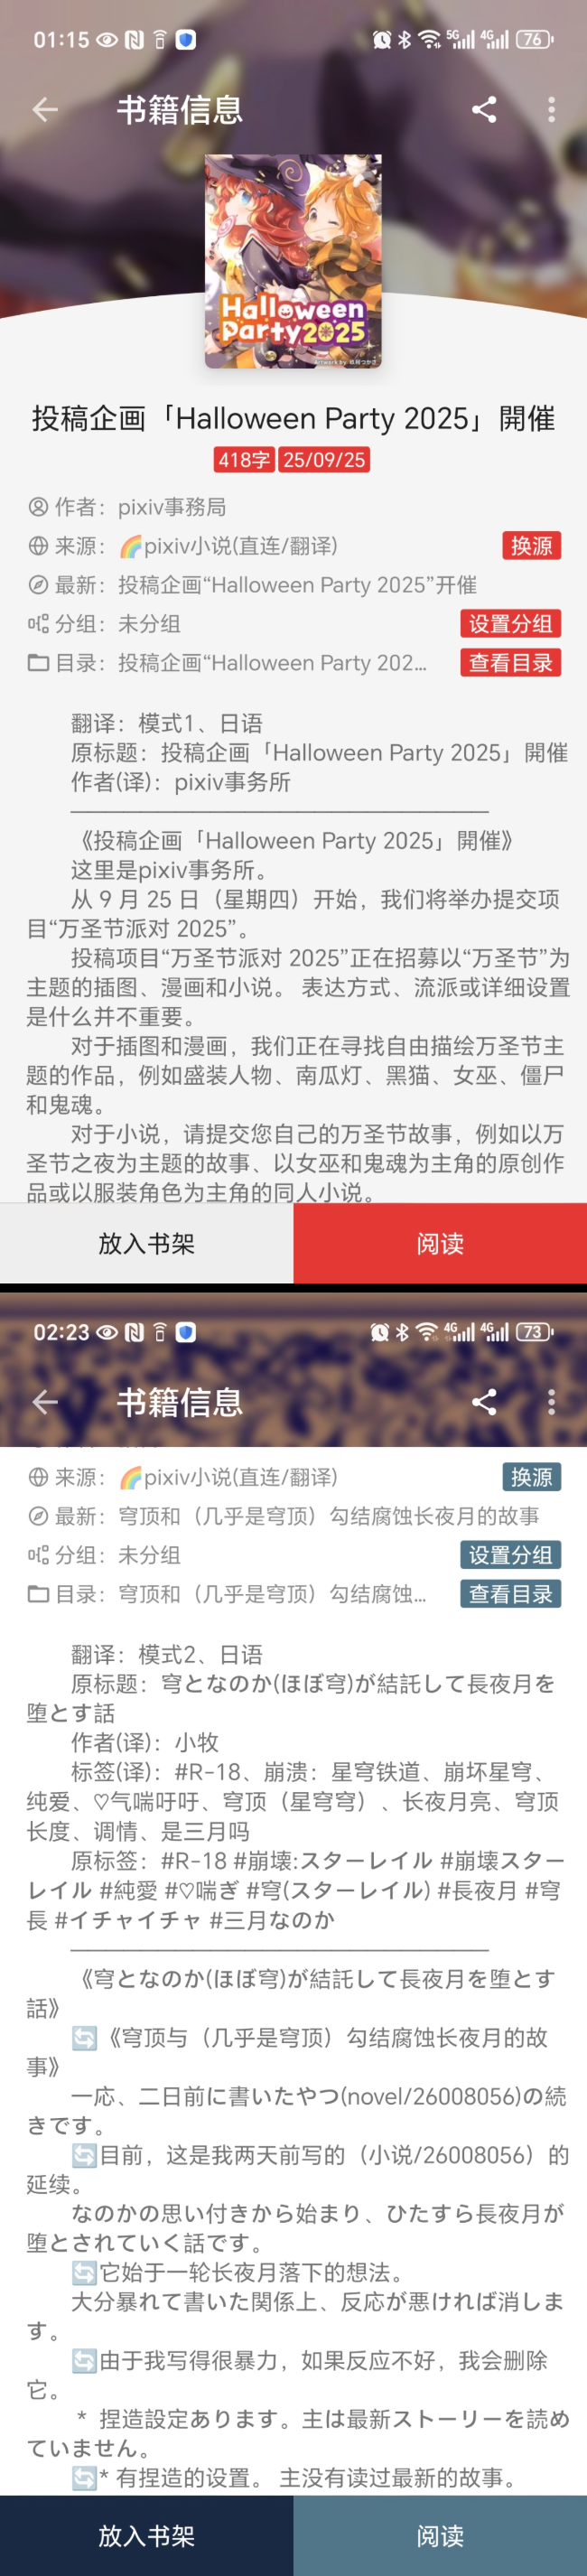 01:15
5G 4G 76
书籍信息
Halloween
Party2025
投稿企画「Halloween Party 2025」開催
418字 25/09/25
作者：pixiv事務局
来源：🌈pixiv小说(直连/翻译) 换源
最新：投稿企画“Halloween Party 2025”开催
分组：未分组 设置分组
目录：投稿企画“Halloween Party 202... 查看目录
翻译：模式1、日语
原标题：投稿企画「Halloween Party 2025」開催
作者(译)：pixiv事务所
《投稿企画「Halloween Party 2025」開催》
这里是pixiv事务所。
从 9 月 25 日（星期四）开始，我们将举办提交项
目“万圣节派对 2025”。
投稿项目“万圣节派对 2025”正在招募以“万圣节”为
主题的插图、漫画和小说。 表达方式、流派或详细设置
是什么并不重要。
对于插图和漫画，我们正在寻找自由描绘万圣节主
题的作品，例如盛装人物、南瓜灯、黑猫、女巫、僵尸
和鬼魂。
对于小说，请提交您自己的万圣节故事，例如以万
圣节之夜为主题的故事、以女巫和鬼魂为主角的原创作
品或以服装角色为主角的同人小说。
放入书架 阅读
02:23
4G 4G 73
书籍信息
来源：🌈pixiv小说(直连/翻译) 换源
最新：穹顶和（几乎是穹顶）勾结腐蚀长夜月的故事
分组：未分组 设置分组
目录：穹顶和（几乎是穹顶）勾结腐蚀... 查看目录
翻译：模式2、日语
原标题：穹となのか(ほぼ穹)が結託して長夜月を
堕とす話
作者(译)：小牧
标签(译)：#R-18、崩溃：星穹铁道、崩坏星穹、
纯爱、♡气喘吁吁、穹顶（星穹穹）、长夜月亮、穹顶
长度、调情、是三月吗
原标签：#R-18 #崩壊:スターレイル #崩壊スター
レイル #純愛 #♡喘ぎ #穹(スターレイル) #長夜月 #穹
長 #イチャイチャ #三月なのか
《穹となのか(ほぼ穹)が結託して長夜月を堕とす
話》
🔄《穹顶与（几乎是穹顶）勾结腐蚀长夜月的故
事》
一応、二日前に書いたやつ(novel/26008056)の続
きです。
🔄目前，这是我两天前写的（小说/26008056）的
延续。
なのかの思い付きから始まり、ひたすら長夜月が
堕とされていく話です。
🔄它始于一轮长夜月落下的想法。
大分暴れて書いた関係上、反応が悪ければ消しま
す。
🔄由于我写得很暴力，如果反应不好，我会删除
它。
* 捏造設定あります。主は最新ストーリーを読め
ていません。
🔄* 有捏造的设置。 主没有读过最新的故事。
放入书架 阅读